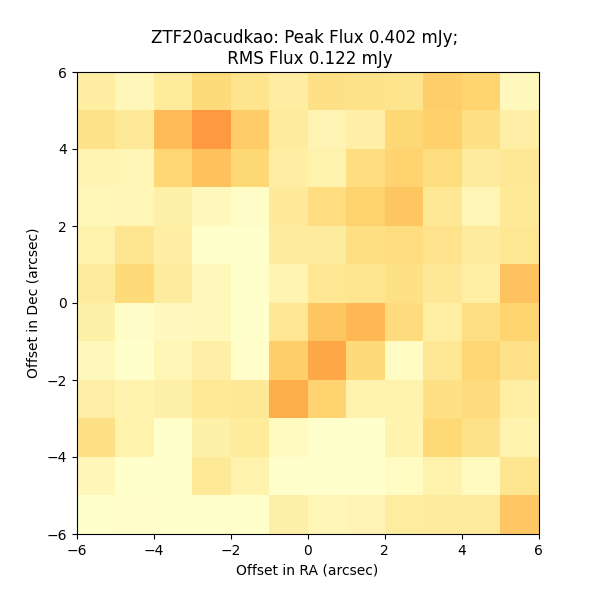 ZTF20acudkao: Peak Flux 0.402 mJy;
RMS Flux 0.122 mJy
6
4
2
0
−2
−4
−6
Offset in Dec (arcsec)
−6 −4 −2 0 2 4 6
Offset in RA (arcsec)